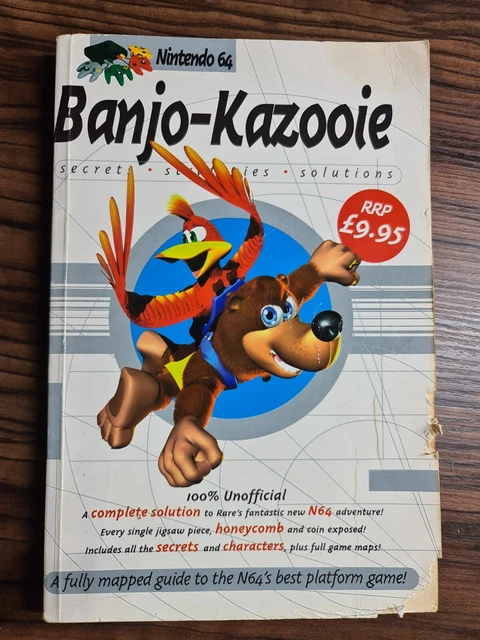 Nintendo 64
Banjo-Kazooie
secrets • strategies • solutions
RRP
£9.95
100% Unofficial
A complete solution to Rare's fantastic new N64 adventure!
Every single jigsaw piece, honeycomb and coin exposed!
Includes all the secrets and characters, plus full game maps!
A fully mapped guide to the N64's best platform game!